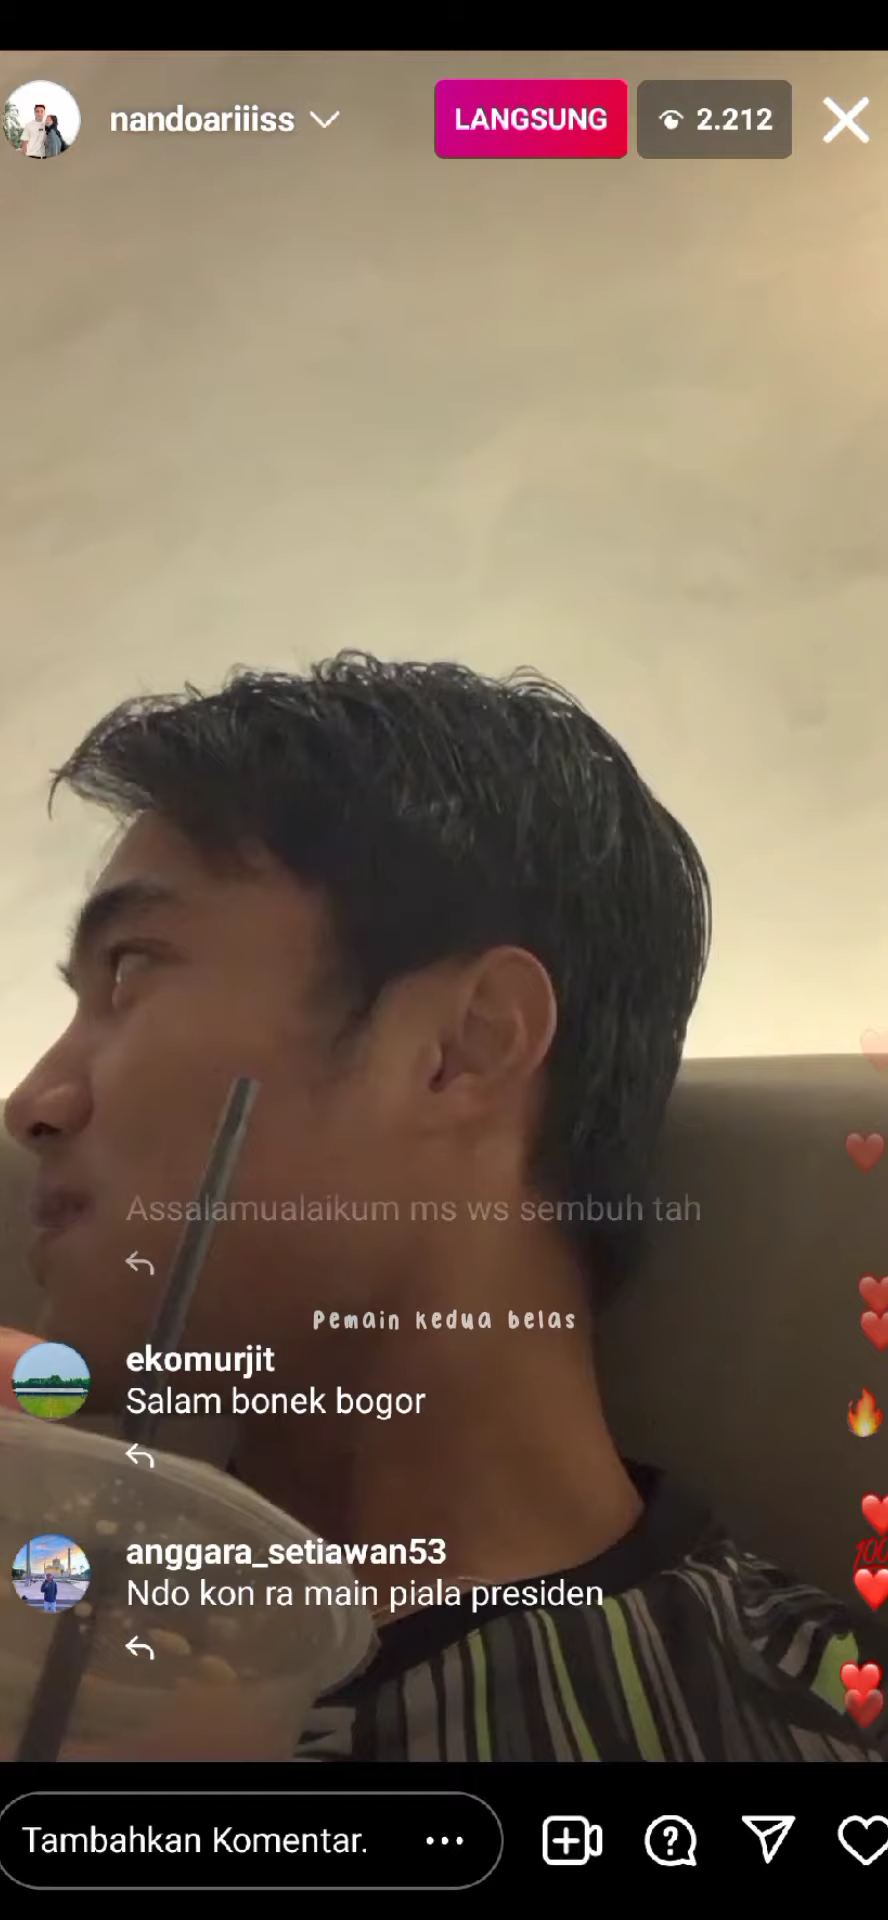 nandoariiiss
LANGSUNG
2.212
Assalamualaikum ms ws sembuh tah
Pemain kedua belas
ekomurjit
Salam bonek bogor
anggara_setiawan53
Ndo kon ra main piala presiden
Tambahkan Komentar.